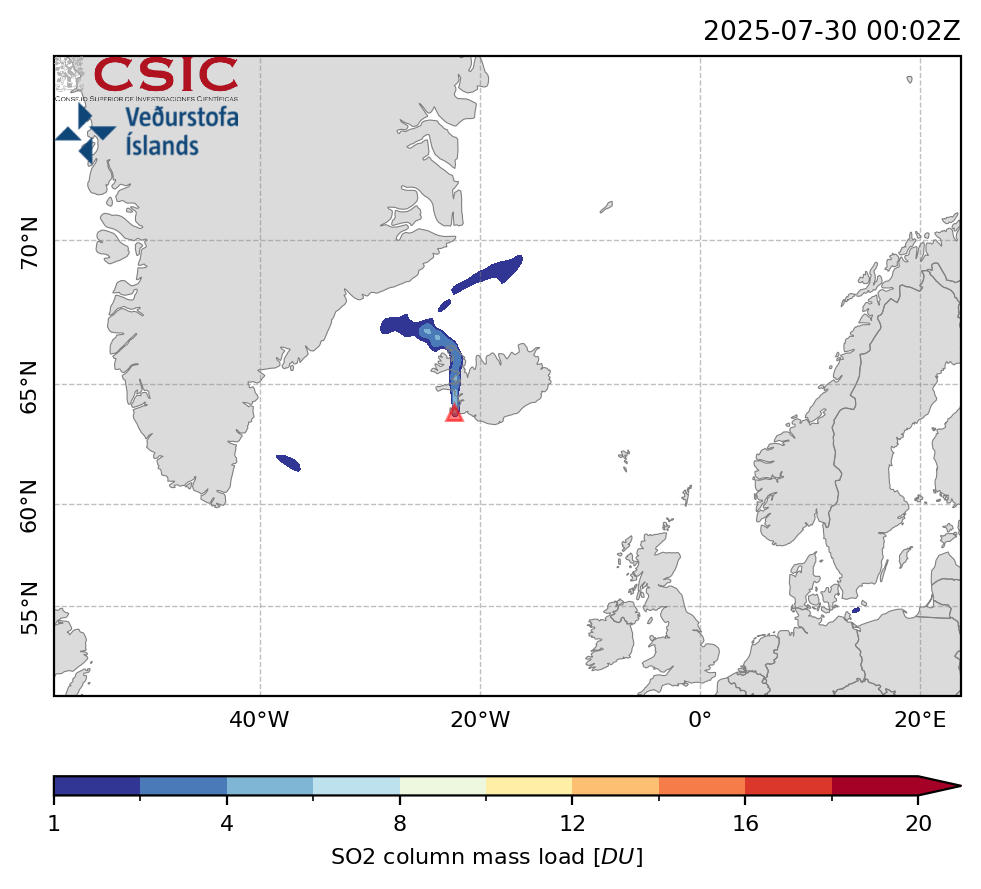 2025-07-30 00:02Z
CSIC
CONSEJO SUPERIOR DE INVESTIGACIONES CIENTÍFICAS
Veðurstofa
Íslands
70°N
65°N
60°N
55°N
40°W 20°W 0° 20°E
1 4 8 12 16 20
SO2 column mass load [DU]